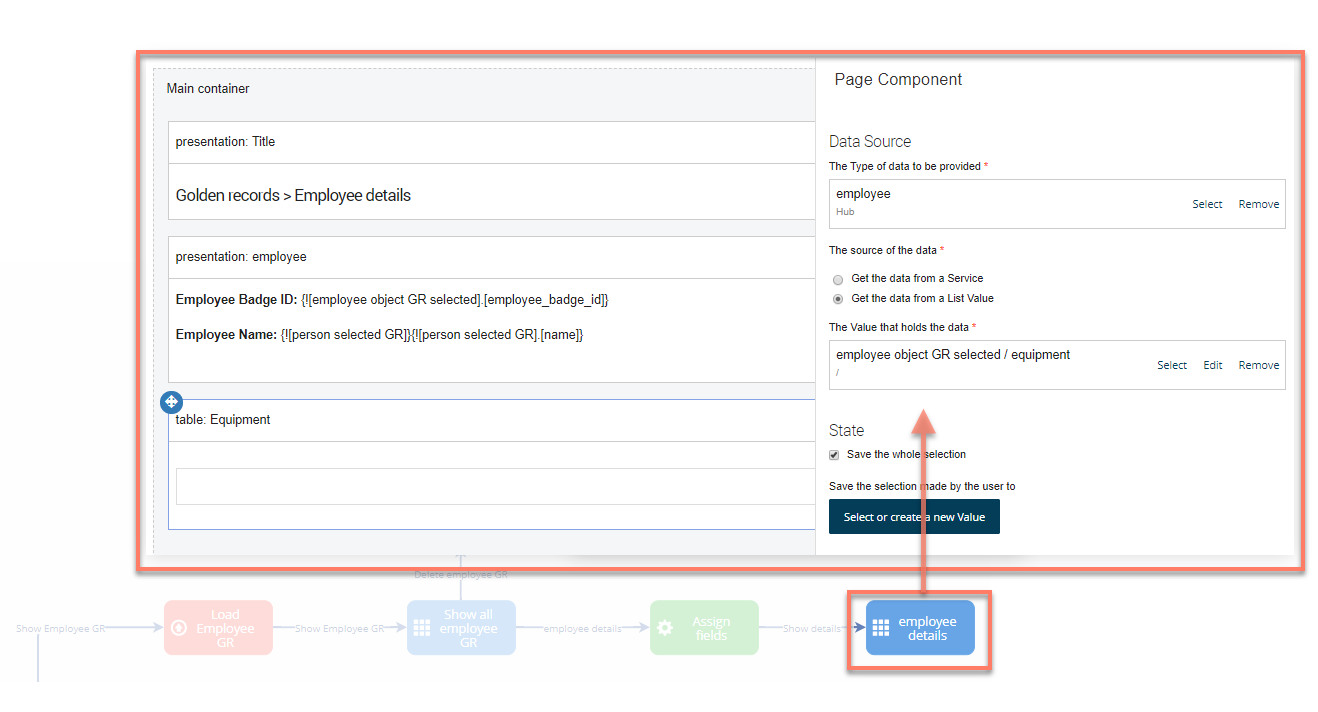 Main container
presentation: Title
Golden records > Employee details
presentation: employee
Employee Badge ID: {![employee object GR selected].[employee_badge_id]}
Employee Name: {![person selected GR]}{![person selected GR].[name]}
table: Equipment
Page Component
Data Source
The Type of data to be provided *
employee
Hub
Select Remove
The source of the data *
Get the data from a Service
Get the data from a List Value
The Value that holds the data *
employee object GR selected / equipment
/
Select Edit Remove
State
Save the whole selection
Save the selection made by the user to
Select or create a new Value
Delete employee GR
Show Employee GR
Load
Employee
GR
Show Employee GR
Show all
employee
GR
employee details
Assign
fields
Show details
employee
details